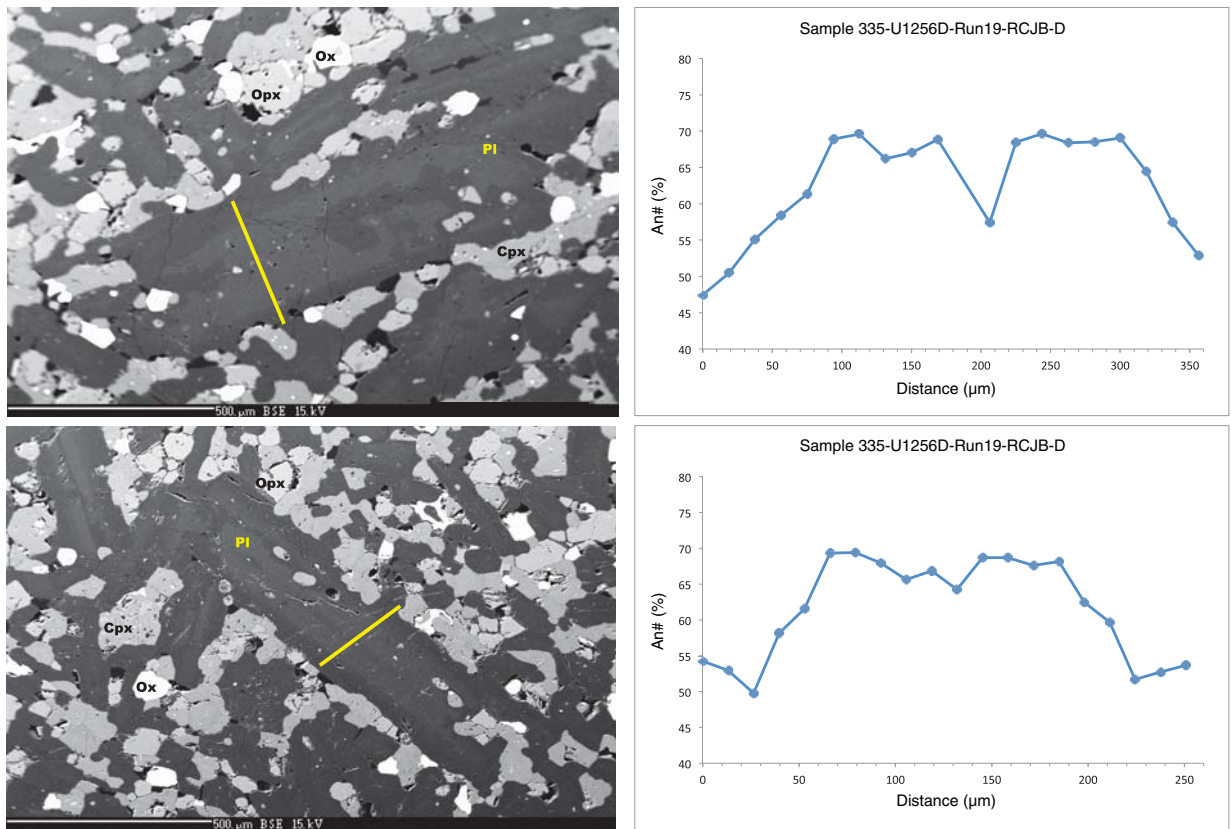 Ox
Opx
Pl
Cpx
500.µm BSE 15.kV
Sample 335-U1256D-Run19-RCJB-D
80
75
70
65
60
55
50
45
40
An# (%)
0 50 100 150 200 250 300 350
Distance (µm)
Opx
Pl
Cpx
Ox
500.µm BSE 15.kV
Sample 335-U1256D-Run19-RCJB-D
80
75
70
65
60
55
50
45
40
An# (%)
0 50 100 150 200 250
Distance (µm)